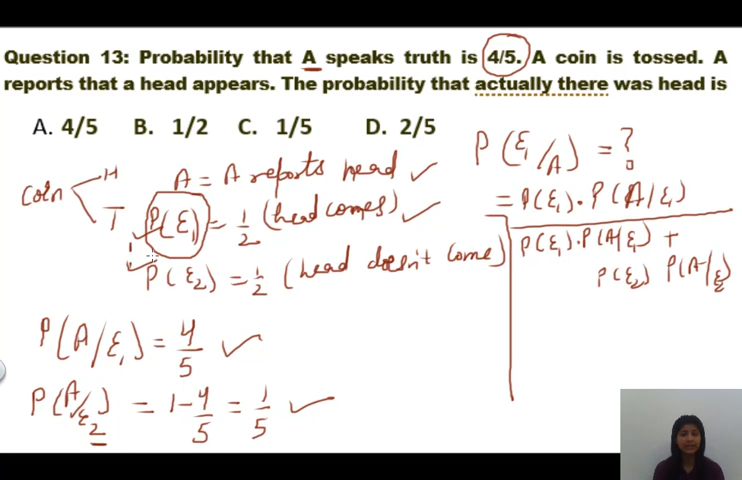 Question 13: Probability that A speaks truth is 4/5. A coin is tossed. A
reports that a head appears. The probability that actually there was head is
A. 4/5 B. 1/2 C. 1/5 D. 2/5
P(E₁/A) = ?
Coin H T
A = A reports head ✓
= P(E₁) · P(A/E₁)
P(E₁) = 1/2 (head comes) ✓
P(E₁) · P(A/E₁) +
P(E₂) P(A/E₂)
P(E₂) = 1/2 (head doesn't come)
P(A/E₁) = 4/5 ✓
P(A/E₂) = 1-4/5 = 1/5 ✓